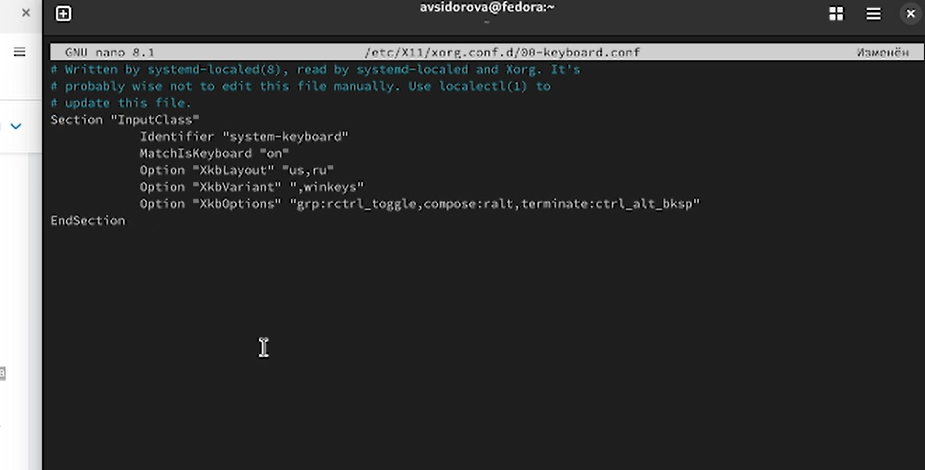 avsidorova@fedora:~
~
GNU nano 8.1 /etc/X11/xorg.conf.d/00-keyboard.conf Изменён
# Written by systemd-localed(8), read by systemd-localed and Xorg. It's
# probably wise not to edit this file manually. Use localectl(1) to
# update this file.
Section "InputClass"
Identifier "system-keyboard"
MatchIsKeyboard "on"
Option "XkbLayout" "us,ru"
Option "XkbVariant" ",winkeys"
Option "XkbOptions" "grp:rctrl_toggle,compose:ralt,terminate:ctrl_alt_bksp"
EndSection